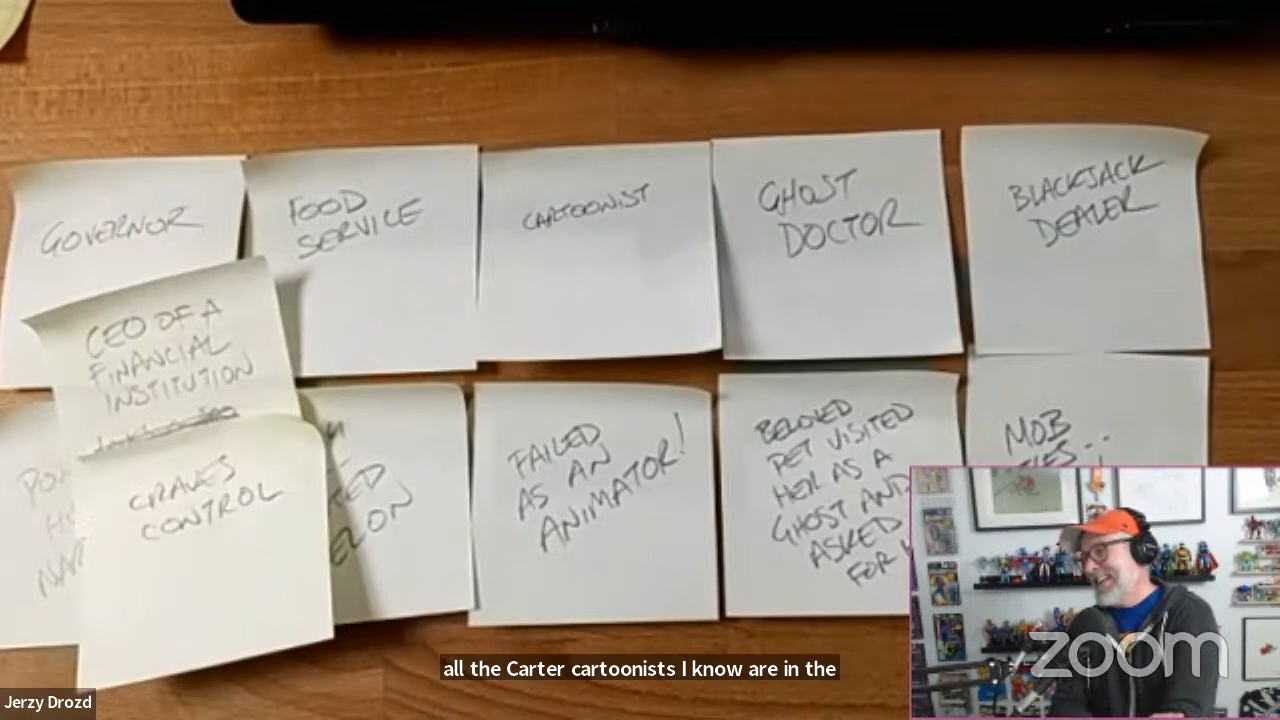 GOVERNOR
FOOD
SERVICE
CARTOONIST
GHOST
DOCTOR
BLACKJACK
DEALER
CEO OF A
FINANCIAL
INSTITUTION
CRAVES
CONTROL
FAILED
AS AN
ANIMATOR!
BELOVED
PET VISITED
HER AS A
GHOST AND
ASKED
FOR
MOB
all the Carter cartoonists I know are in the
Jerzy Drozd
zoom